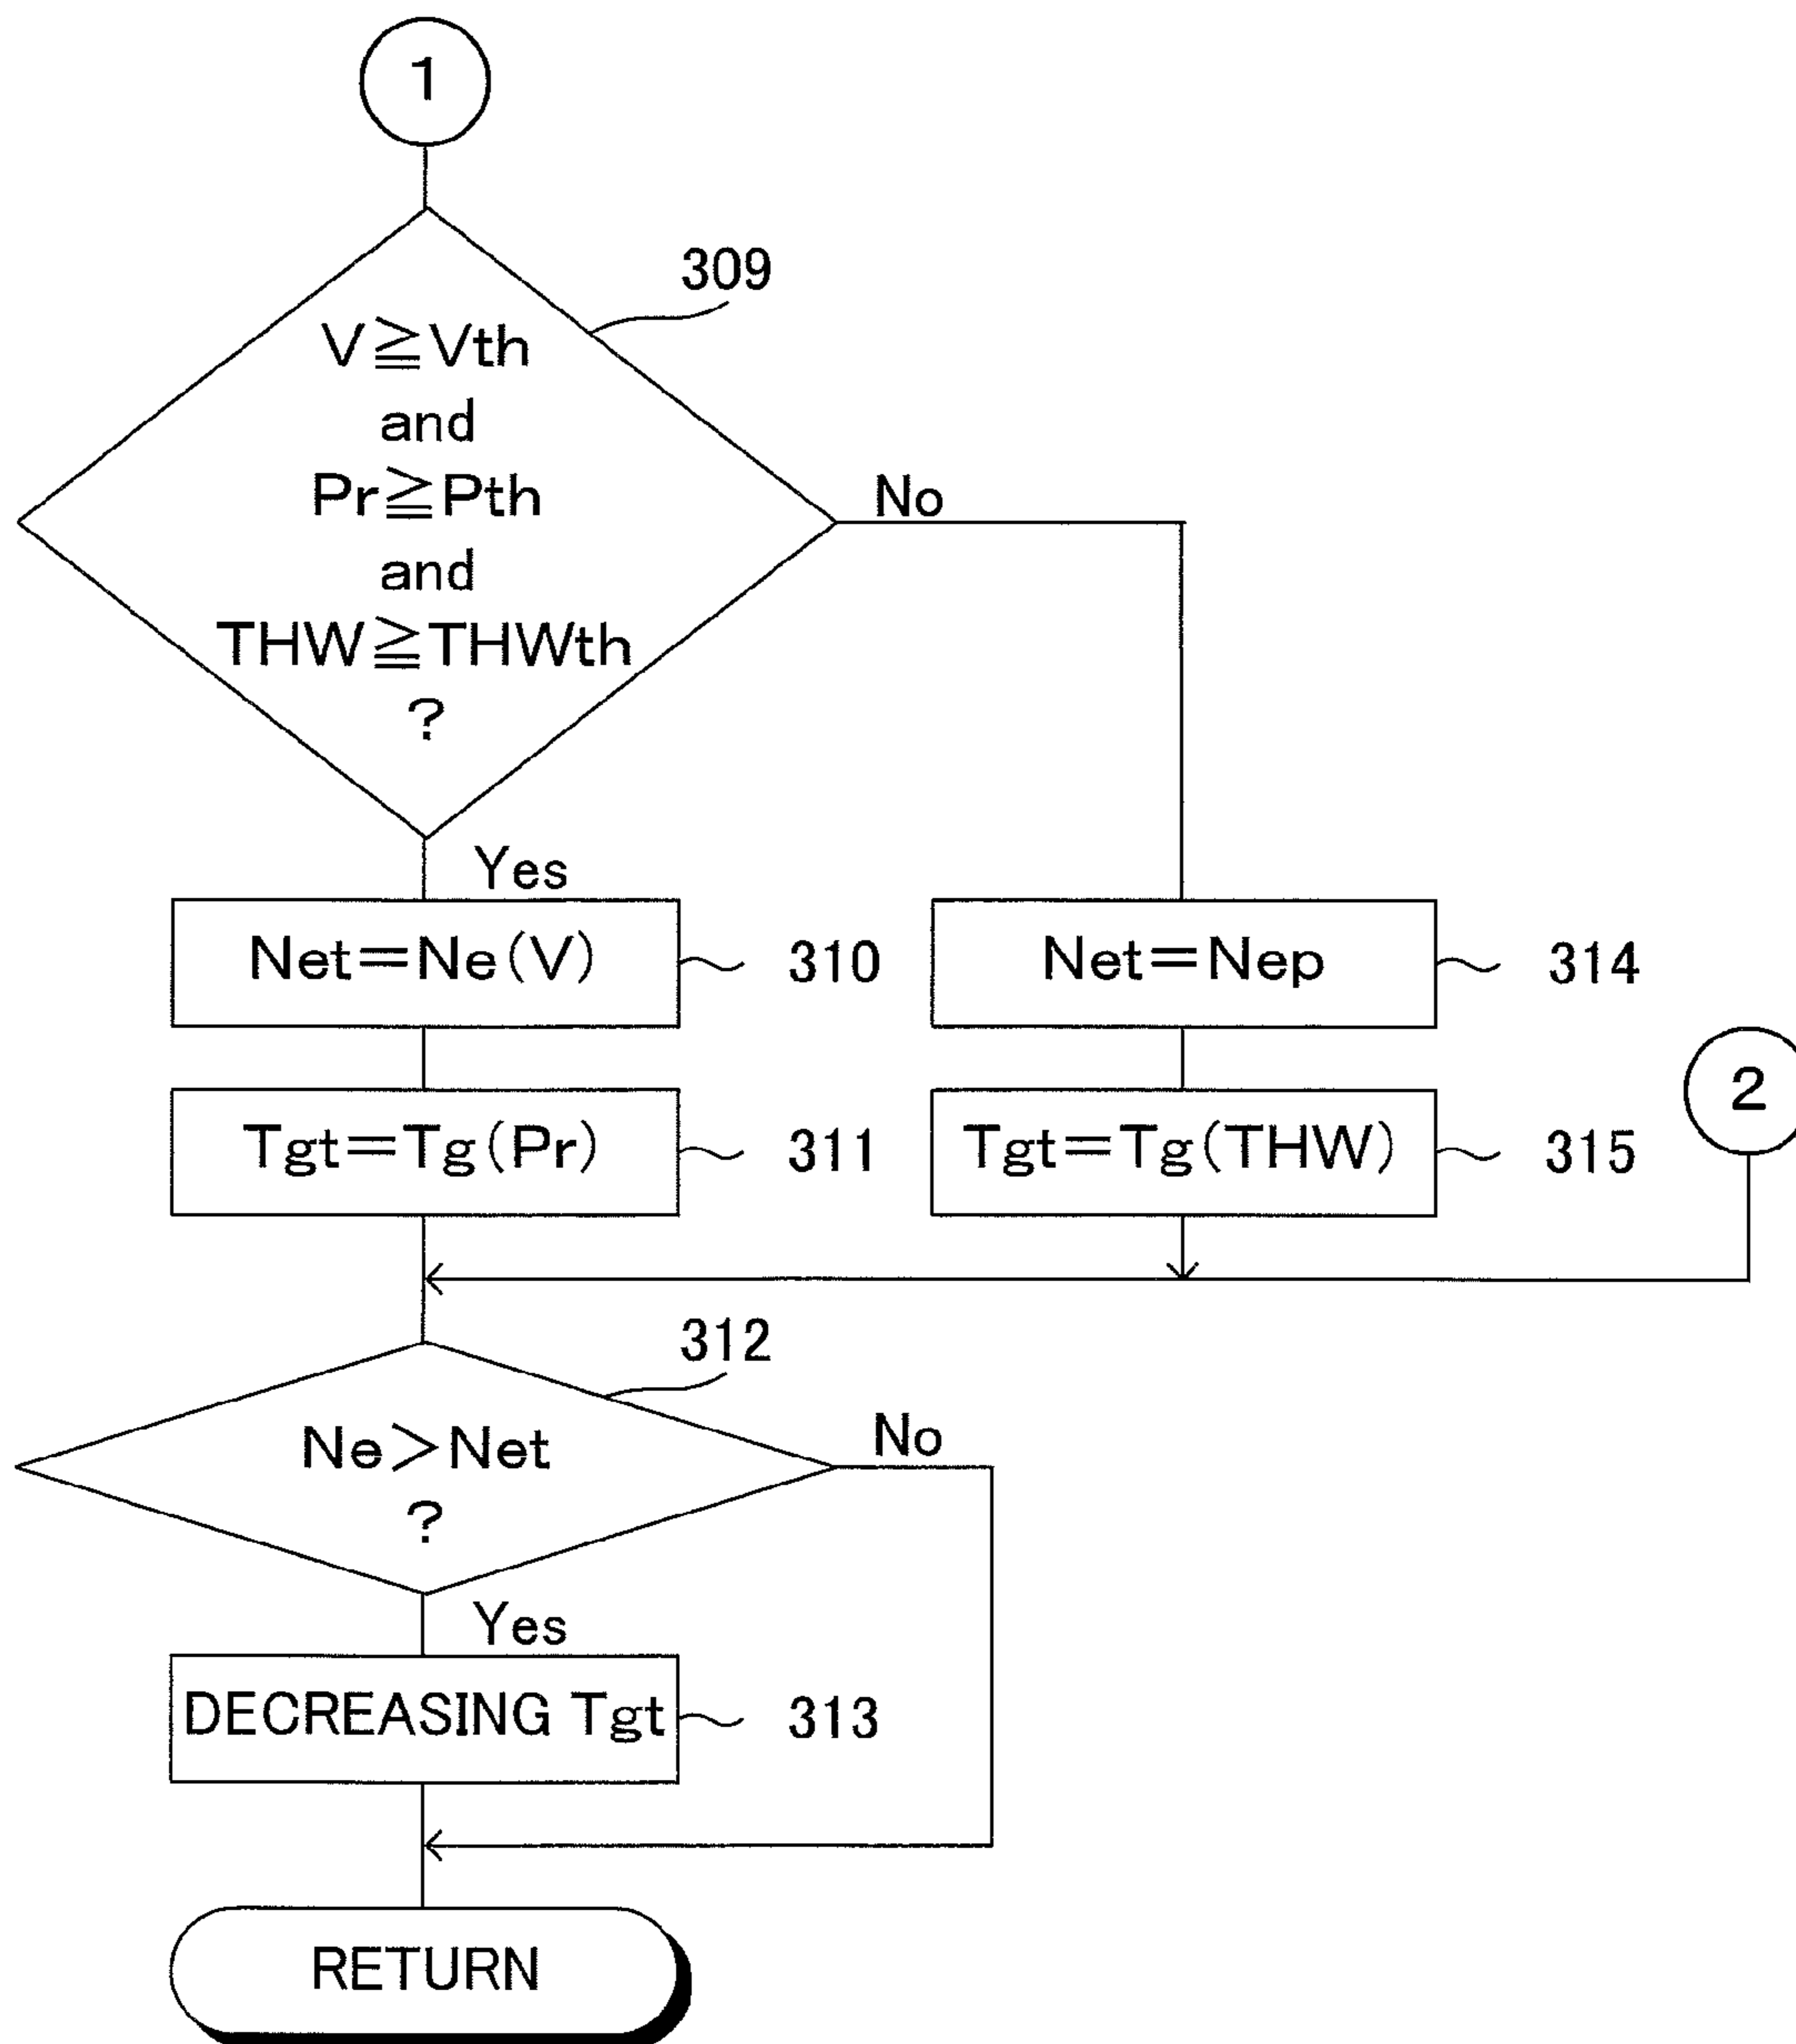 1
309
V≧Vth
and
Pr≧Pth
and
THW≧THWth
?
No
Yes
Net=Ne(V)
310
Net=Nep
314
Tgt=Tg(Pr)
311
Tgt=Tg(THW)
315
2
312
Ne>Net
?
No
Yes
DECREASING Tgt
313
RETURN